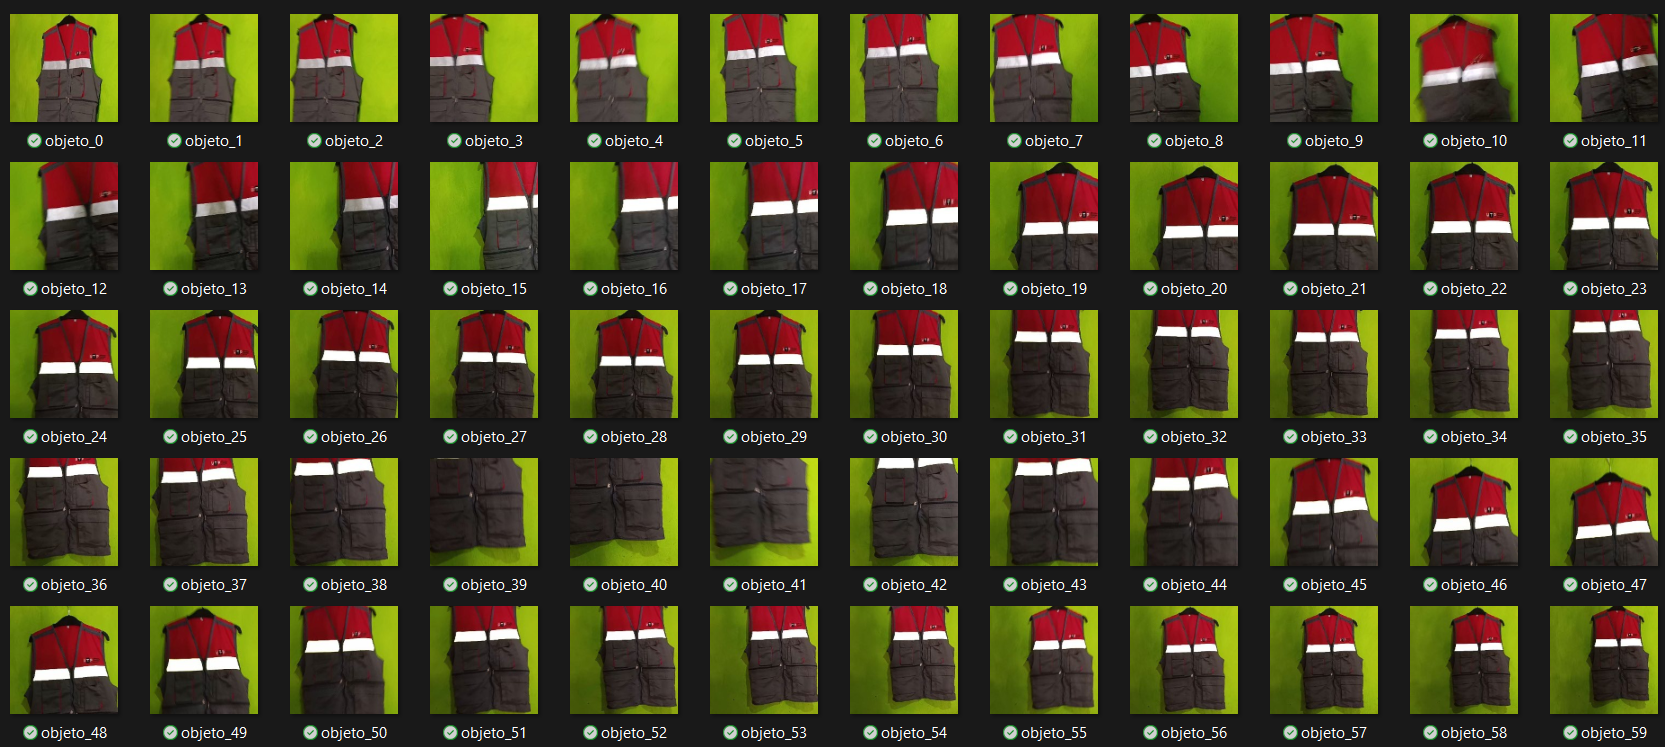 objeto_0 objeto_1 objeto_2 objeto_3 objeto_4 objeto_5 objeto_6 objeto_7 objeto_8 objeto_9 objeto_10 objeto_11
objeto_12 objeto_13 objeto_14 objeto_15 objeto_16 objeto_17 objeto_18 objeto_19 objeto_20 objeto_21 objeto_22 objeto_23
objeto_24 objeto_25 objeto_26 objeto_27 objeto_28 objeto_29 objeto_30 objeto_31 objeto_32 objeto_33 objeto_34 objeto_35
objeto_36 objeto_37 objeto_38 objeto_39 objeto_40 objeto_41 objeto_42 objeto_43 objeto_44 objeto_45 objeto_46 objeto_47
objeto_48 objeto_49 objeto_50 objeto_51 objeto_52 objeto_53 objeto_54 objeto_55 objeto_56 objeto_57 objeto_58 objeto_59